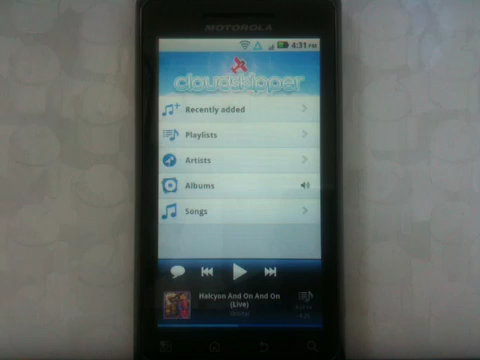 MOTOROLA
4:31 PM
cloudskipper
Recently added
Playlists
Artists
Albums
Songs
Halcyon And On And On
(Live)